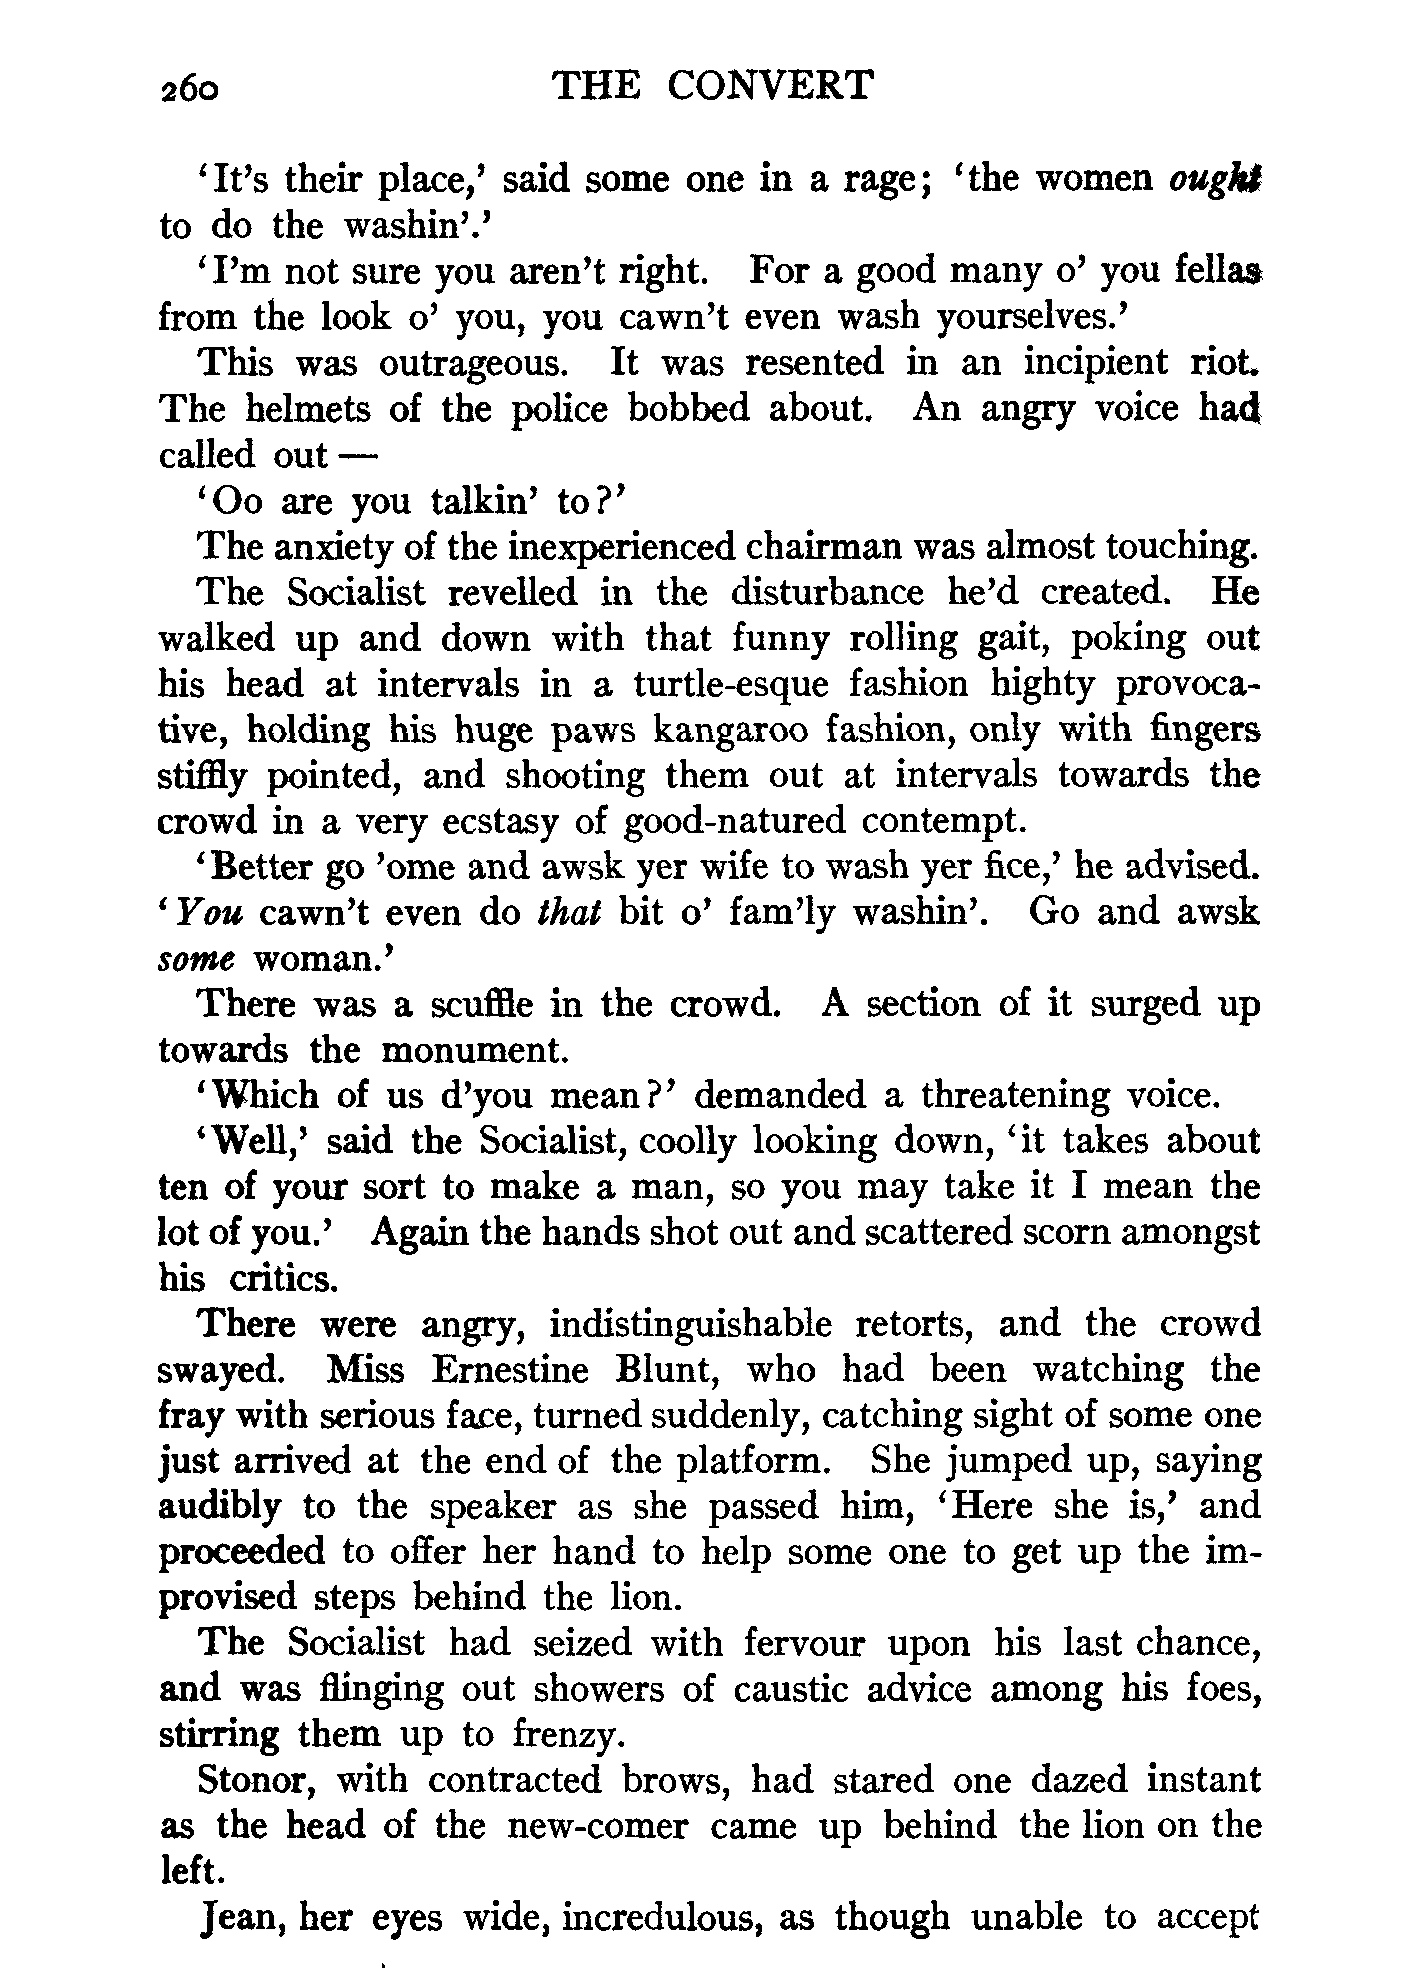 260 THE CONVERT
‘It’s their place,’ said some one in a rage; ‘the women ought
to do the washin’.’
‘I’m not sure you aren’t right. For a good many o’ you fellas
from the look o’ you, you cawn’t even wash yourselves.’
This was outrageous. It was resented in an incipient riot.
The helmets of the police bobbed about. An angry voice had
called out —
‘Oo are you talkin’ to?’
The anxiety of the inexperienced chairman was almost touching.
The Socialist revelled in the disturbance he’d created. He
walked up and down with that funny rolling gait, poking out
his head at intervals in a turtle-esque fashion highty provoca-
tive, holding his huge paws kangaroo fashion, only with fingers
stiffly pointed, and shooting them out at intervals towards the
crowd in a very ecstasy of good-natured contempt.
‘Better go ’ome and awsk yer wife to wash yer fice,’ he advised.
‘You cawn’t even do that bit o’ fam’ly washin’. Go and awsk
some woman.’
There was a scuffle in the crowd. A section of it surged up
towards the monument.
‘Which of us d’you mean?’ demanded a threatening voice.
‘Well,’ said the Socialist, coolly looking down, ‘it takes about
ten of your sort to make a man, so you may take it I mean the
lot of you.’ Again the hands shot out and scattered scorn amongst
his critics.
There were angry, indistinguishable retorts, and the crowd
swayed. Miss Ernestine Blunt, who had been watching the
fray with serious face, turned suddenly, catching sight of some one
just arrived at the end of the platform. She jumped up, saying
audibly to the speaker as she passed him, ‘Here she is,’ and
proceeded to offer her hand to help some one to get up the im-
provised steps behind the lion.
The Socialist had seized with fervour upon his last chance,
and was flinging out showers of caustic advice among his foes,
stirring them up to frenzy.
Stonor, with contracted brows, had stared one dazed instant
as the head of the new-comer came up behind the lion on the
left.
Jean, her eyes wide, incredulous, as though unable to accept